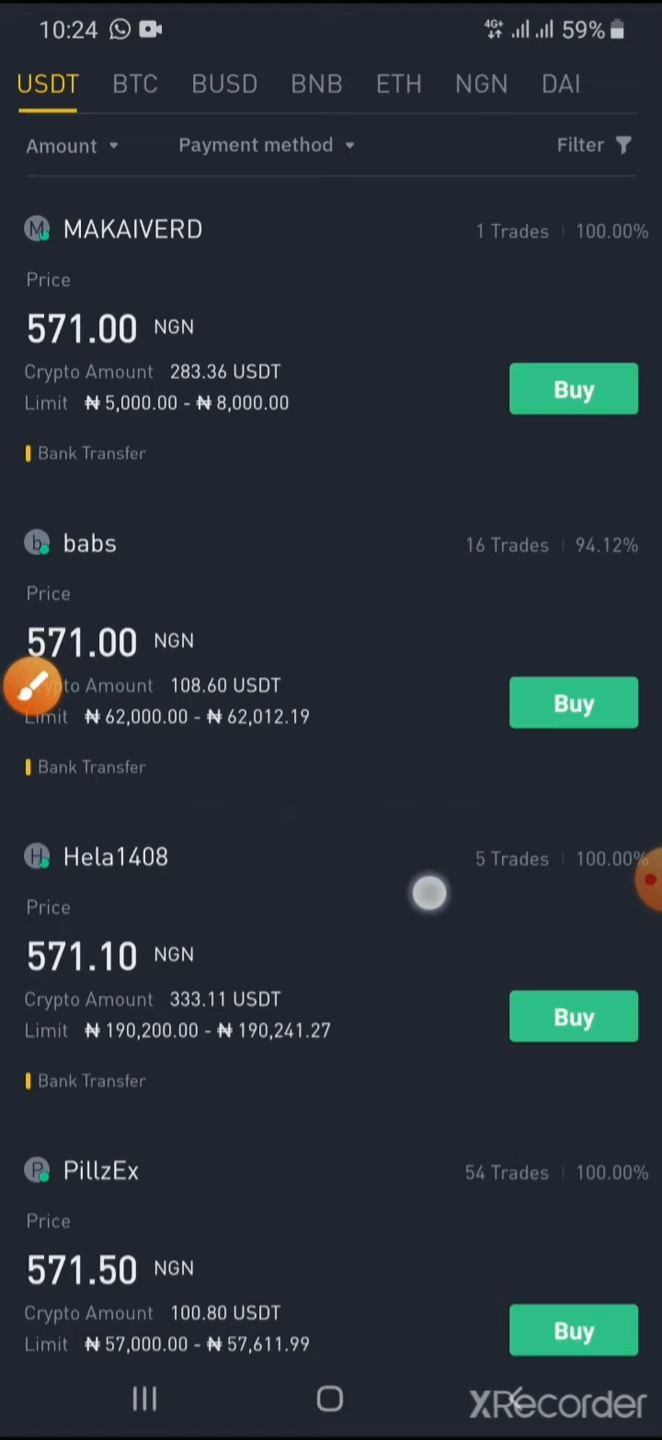 10:24 4G+ 59%
USDT BTC BUSD BNB ETH NGN DAI
Amount Payment method Filter
M MAKAIVERD 1 Trades | 100.00%
Price
571.00 NGN
Crypto Amount 283.36 USDT
Limit ₦ 5,000.00 - ₦ 8,000.00
Buy
Bank Transfer
b babs 16 Trades | 94.12%
Price
571.00 NGN
pto Amount 108.60 USDT
Limit ₦ 62,000.00 - ₦ 62,012.19
Buy
Bank Transfer
H Hela1408 5 Trades | 100.00%
Price
571.10 NGN
Crypto Amount 333.11 USDT
Limit ₦ 190,200.00 - ₦ 190,241.27
Buy
Bank Transfer
P PillzEx 54 Trades | 100.00%
Price
571.50 NGN
Crypto Amount 100.80 USDT
Limit ₦ 57,000.00 - ₦ 57,611.99
Buy
XRecorder